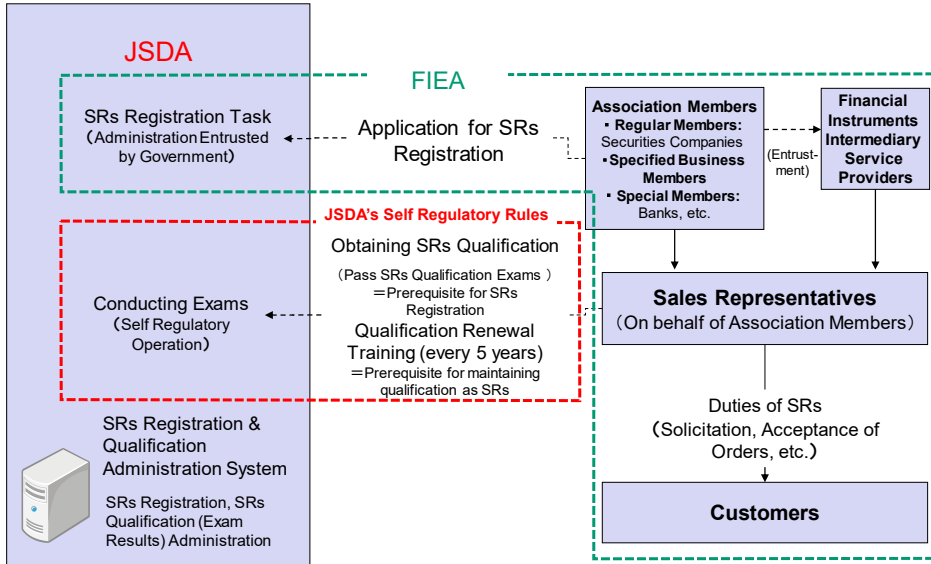 JSDA
FIEA
SRs Registration Task
（Administration Entrusted
by Government）
Application for SRs
Registration
Association Members
・Regular Members:
Securities Companies
・Specified Business
Members
・Special Members:
Banks, etc.
(Entrust-
ment)
Financial
Instruments
Intermediary
Service
Providers
JSDA's Self Regulatory Rules
Obtaining SRs Qualification
（Pass SRs Qualification Exams ）
＝Prerequisite for SRs
Registration
Qualification Renewal
Training (every 5 years)
＝Prerequisite for maintaining
qualification as SRs
Conducting Exams
（Self Regulatory
Operation）
Sales Representatives
（On behalf of Association Members）
Duties of SRs
（Solicitation, Acceptance of
Orders, etc.）
Customers
SRs Registration &
Qualification
Administration System
SRs Registration, SRs
Qualification (Exam
Results) Administration